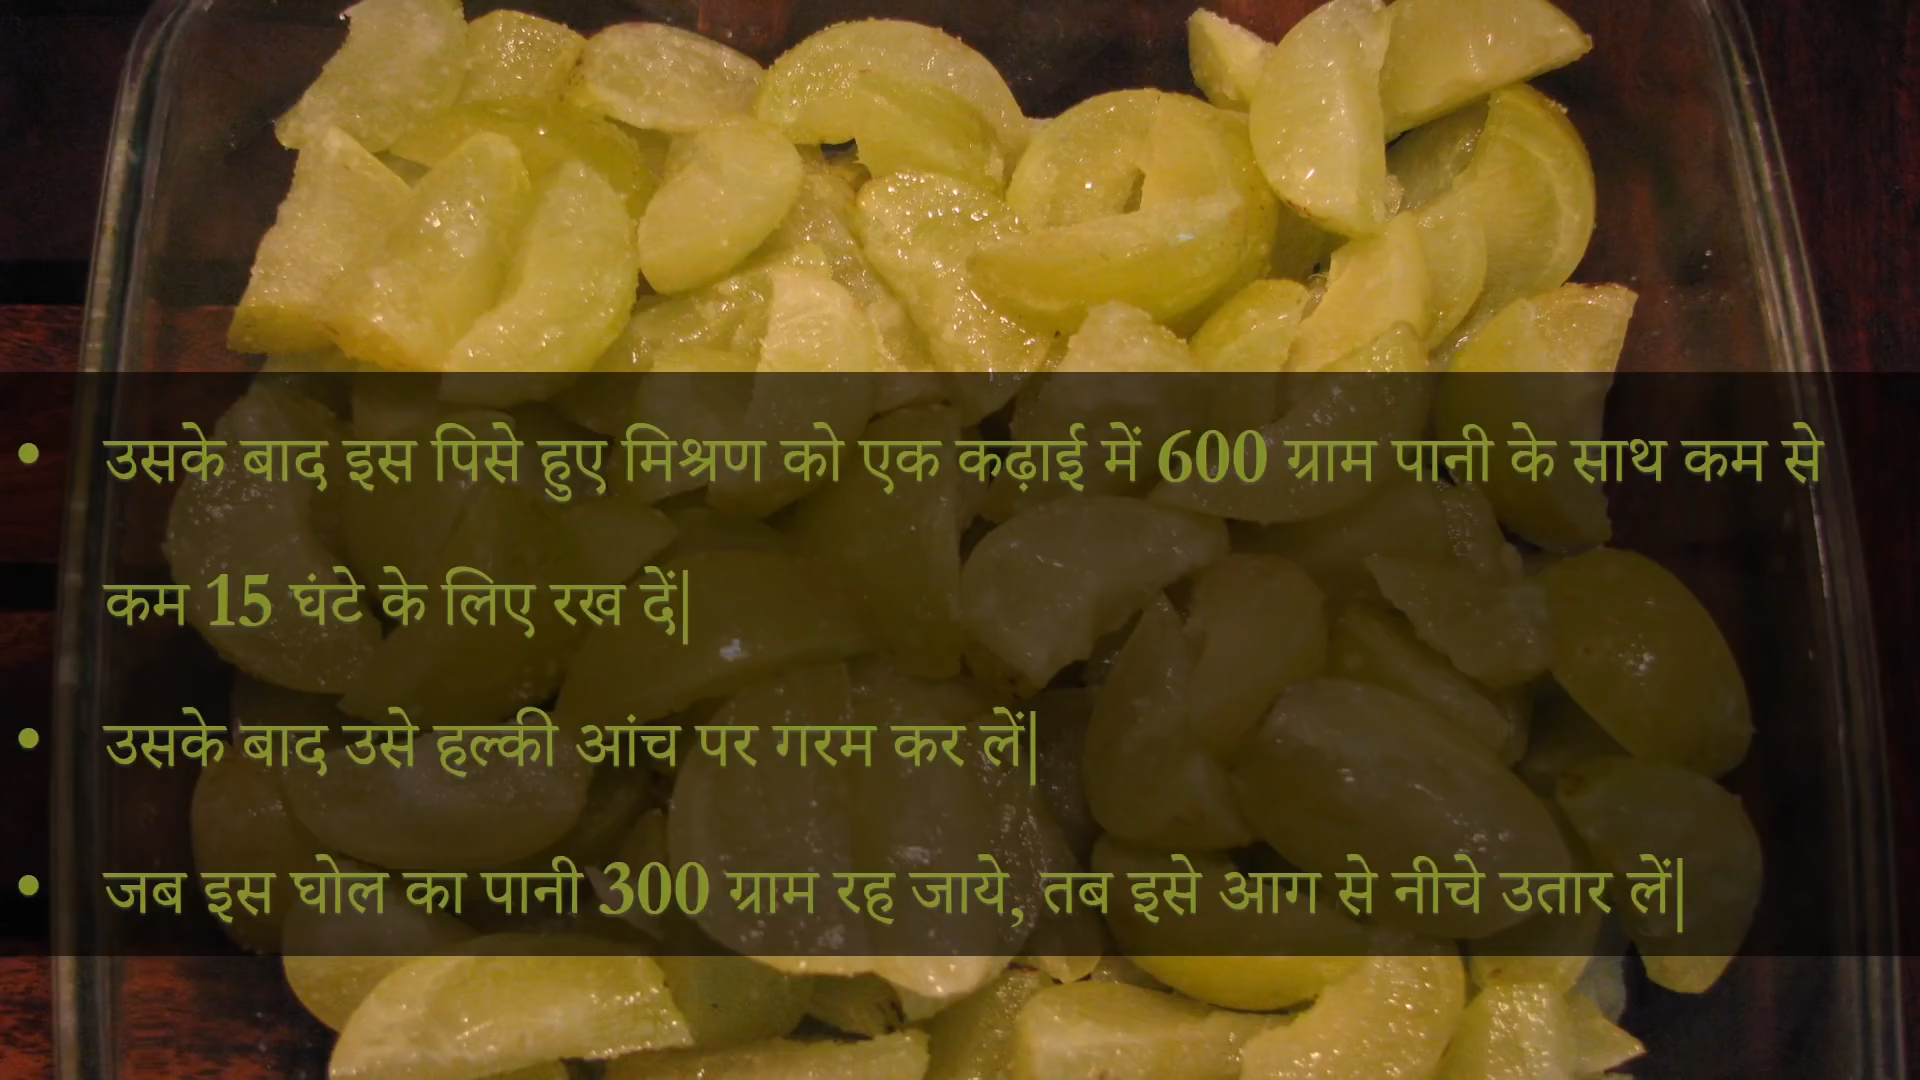 • उसके बाद इस पिसे हुए मिश्रण को एक कढ़ाई में 600 ग्राम पानी के साथ कम से
कम 15 घंटे के लिए रख दें|
• उसके बाद उसे हल्की आंच पर गरम कर लें|
• जब इस घोल का पानी 300 ग्राम रह जाये, तब इसे आग से नीचे उतार लें|